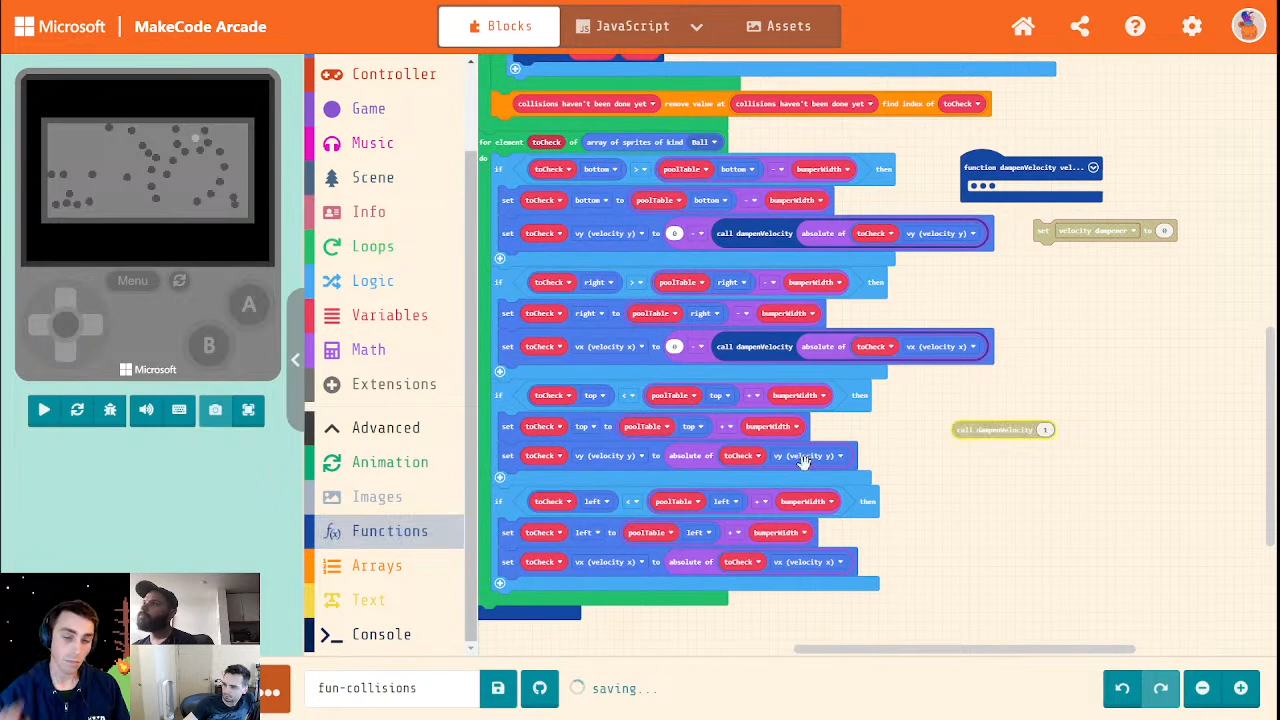 Microsoft MakeCode Arcade Blocks JavaScript Assets
Menu
A
B
Microsoft
Controller
Game
Music
Scene
Info
Loops
Logic
Variables
Math
Extensions
Advanced
Animation
Images
Functions
Arrays
Text
Console
collisions haven't been done yet remove value at collisions haven't been done yet find index of toCheck
for element toCheck of array of sprites of kind Ball
do
if toCheck bottom > poolTable bottom - bumperWidth then
set toCheck bottom to poolTable bottom - bumperWidth
set toCheck vy (velocity y) to 0 - call dampenVelocity absolute of toCheck vy (velocity y)
if toCheck right > poolTable right - bumperWidth then
set toCheck right to poolTable right - bumperWidth
set toCheck vx (velocity x) to 0 - call dampenVelocity absolute of toCheck vx (velocity x)
if toCheck top < poolTable top + bumperWidth then
set toCheck top to poolTable top + bumperWidth
set toCheck vy (velocity y) to absolute of toCheck vy (velocity y)
if toCheck left < poolTable left + bumperWidth then
set toCheck left to poolTable left + bumperWidth
set toCheck vx (velocity x) to absolute of toCheck vx (velocity x)
function dampenVelocity vel...
set velocity dampener to 0
call dampenVelocity 1
fun-collisions
saving...